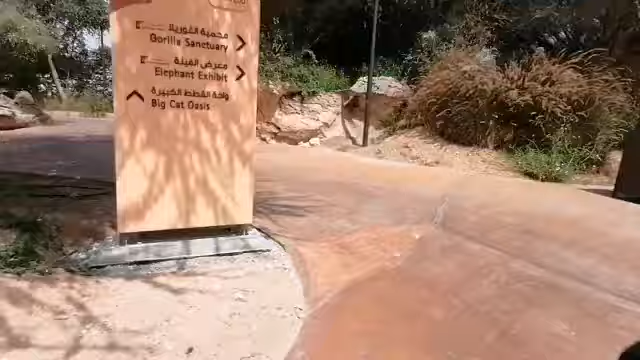 محمية الغوريلا
Gorilla Sanctuary
معرض الفيلة
Elephant Exhibit
واحة القطط الكبيرة
Big Cat Oasis